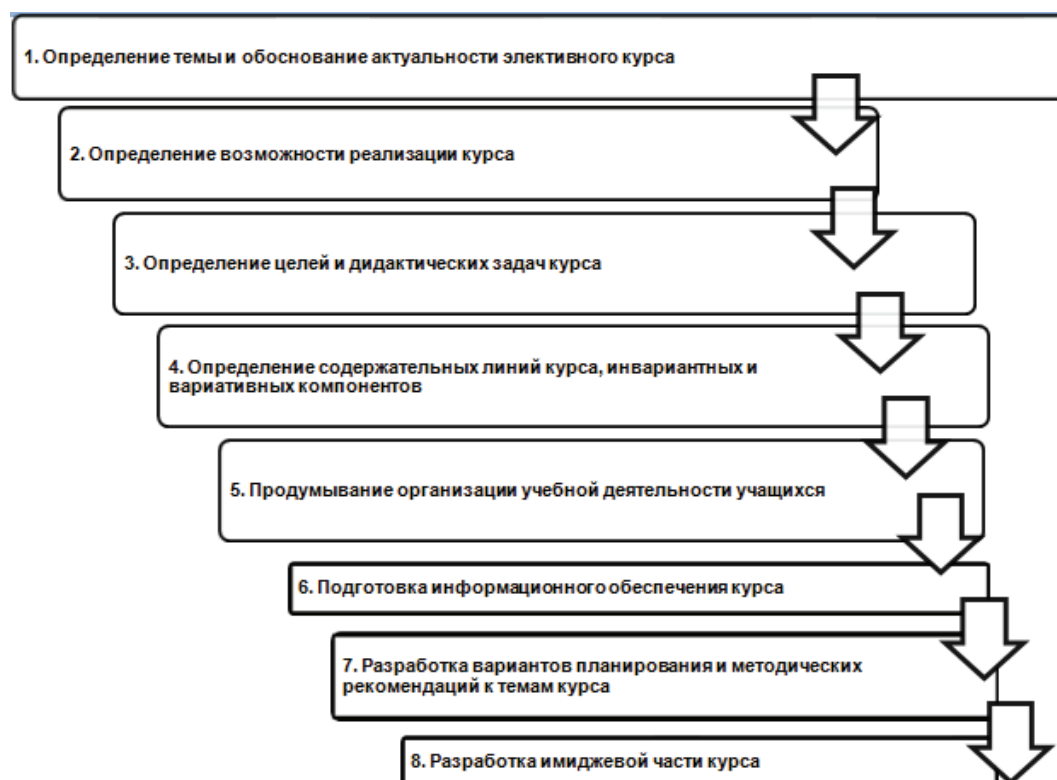 1. Определение темы и обоснование актуальности элективного курса
2. Определение возможности реализации курса
3. Определение целей и дидактических задач курса
4. Определение содержательных линий курса, инвариантных и
вариативных компонентов
5. Продумывание организации учебной деятельности учащихся
6. Подготовка информационного обеспечения курса
7. Разработка вариантов планирования и методических
рекомендаций к темам курса
8. Разработка имиджевой части курса